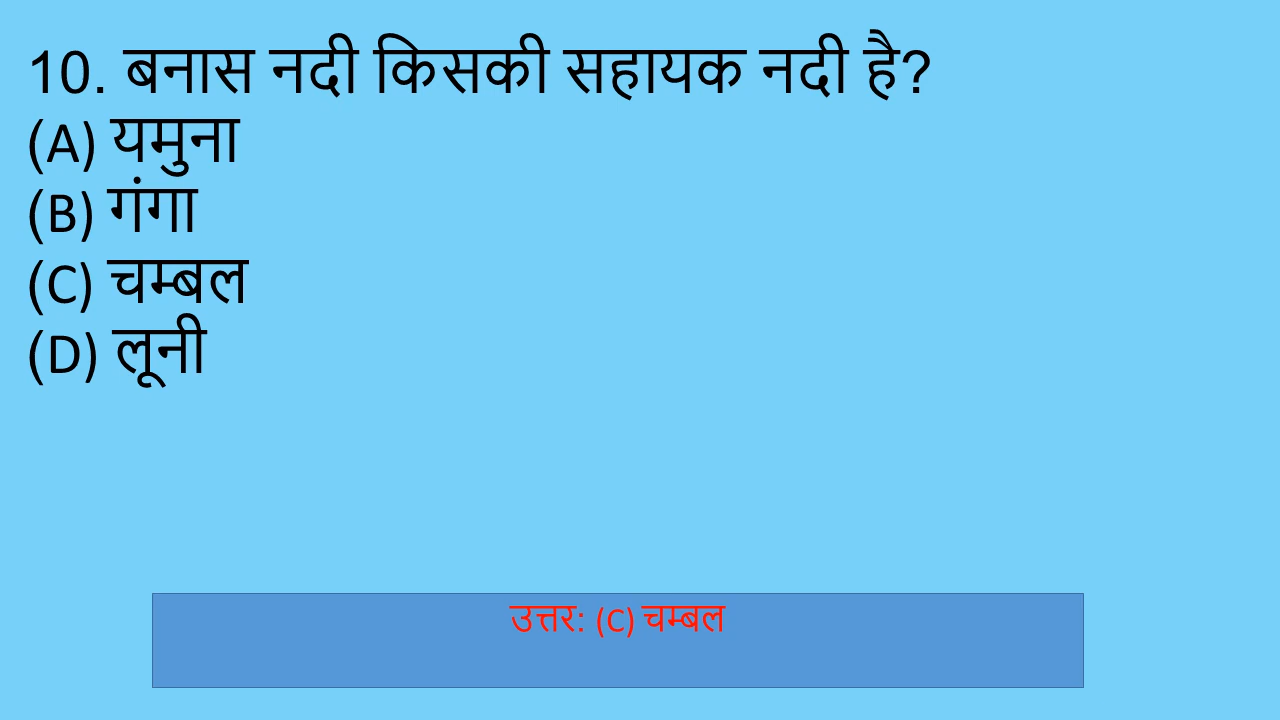 10. बनास नदी किसकी सहायक नदी है?
(A) यमुना
(B) गंगा
(C) चम्बल
(D) लूनी
उत्तर: (C) चम्बल